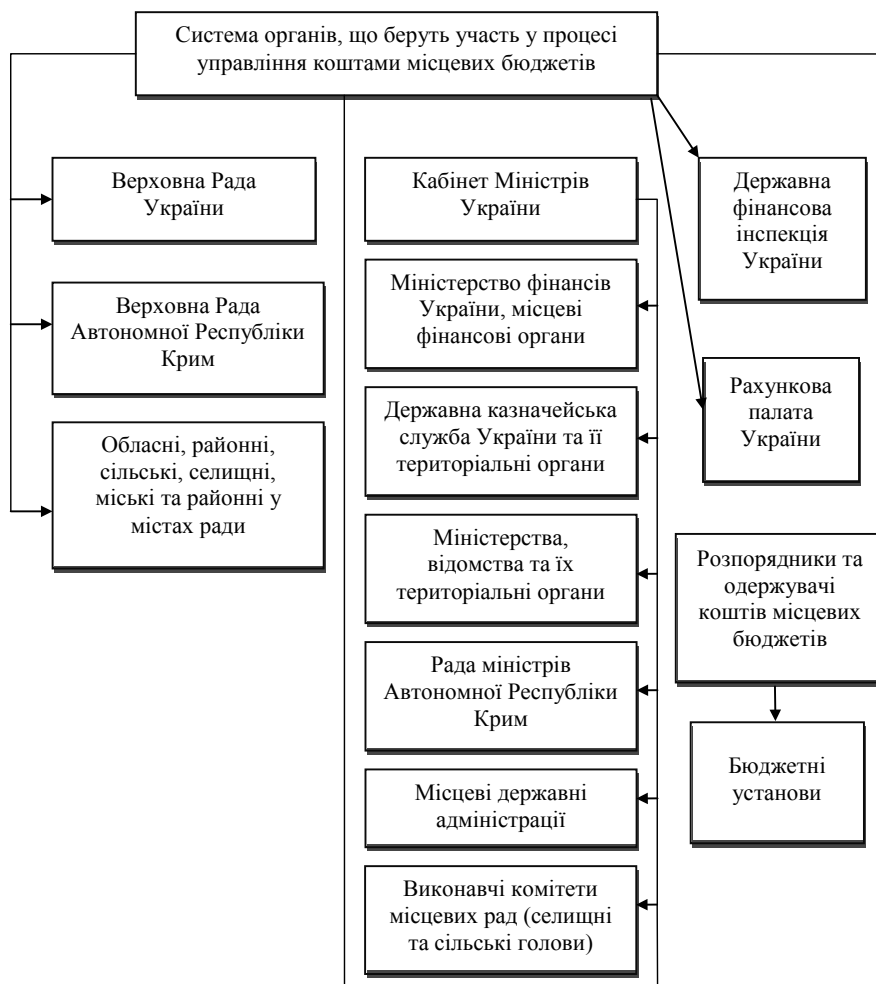 Система органів, що беруть участь у процесі
управління коштами місцевих бюджетів
Верховна Рада
України
Верховна Рада
Автономної Республіки
Крим
Обласні, районні,
сільські, селищні,
міські та районні у
містах ради
Кабінет Міністрів
України
Міністерство фінансів
України, місцеві
фінансові органи
Державна казначейська
служба України та її
територіальні органи
Міністерства,
відомства та їх
територіальні органи
Рада міністрів
Автономної Республіки
Крим
Місцеві державні
адміністрації
Виконавчі комітети
місцевих рад (селищні
та сільські голови)
Державна
фінансова
інспекція
України
Рахункова
палата
України
Розпорядники та
одержувачі
коштів місцевих
бюджетів
Бюджетні
установи